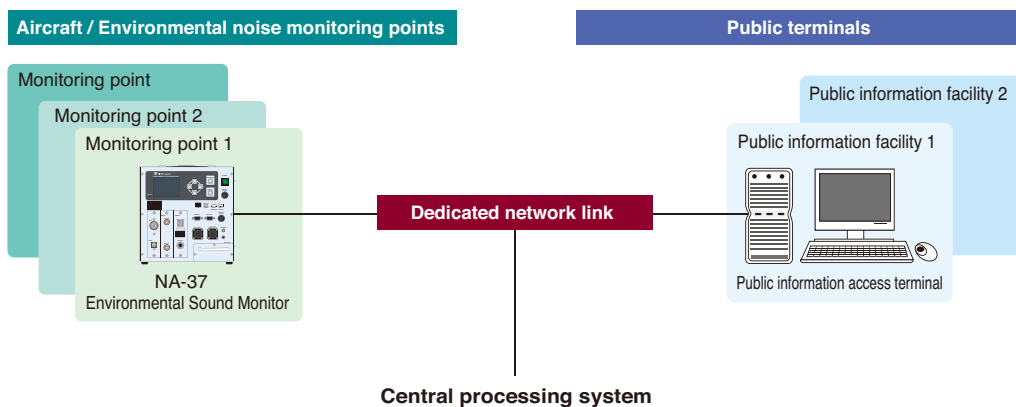 Aircraft / Environmental noise monitoring points
Public terminals
Monitoring point
Monitoring point 2
Monitoring point 1
NA-37
Environmental Sound Monitor
Dedicated network link
Public information facility 2
Public information facility 1
Public information access terminal
Central processing system